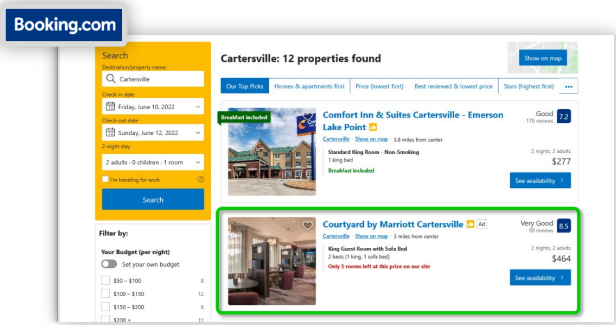 Booking.com
Search
Destination/property name:
Cartersville
Check-in date
Friday, June 10, 2022
Check-out date
Sunday, June 12, 2022
2-night stay
2 adults · 0 children · 1 room
I'm traveling for work
Search
Filter by:
Your Budget (per night)
Set your own budget
$50 – $100 8
$100 – $150 12
$150 – $200 6
$200 + 11
Cartersville: 12 properties found
Show on map
Our Top Picks Homes & apartments first Price (lowest first) Best reviewed & lowest price Stars (highest first)
Breakfast included
Comfort Inn & Suites Cartersville - Emerson
Lake Point
Good 7.2
176 reviews
Cartersville · Show on map · 3.8 miles from center
Standard King Room - Non-Smoking
1 king bed
Breakfast included
2 nights, 2 adults
$277
See availability
Courtyard by Marriott Cartersville Ad
Very Good 8.5
69 reviews
Cartersville · Show on map · 3 miles from center
King Guest Room with Sofa Bed
2 beds (1 king, 1 sofa bed)
Only 5 rooms left at this price on our site
2 nights, 2 adults
$464
See availability